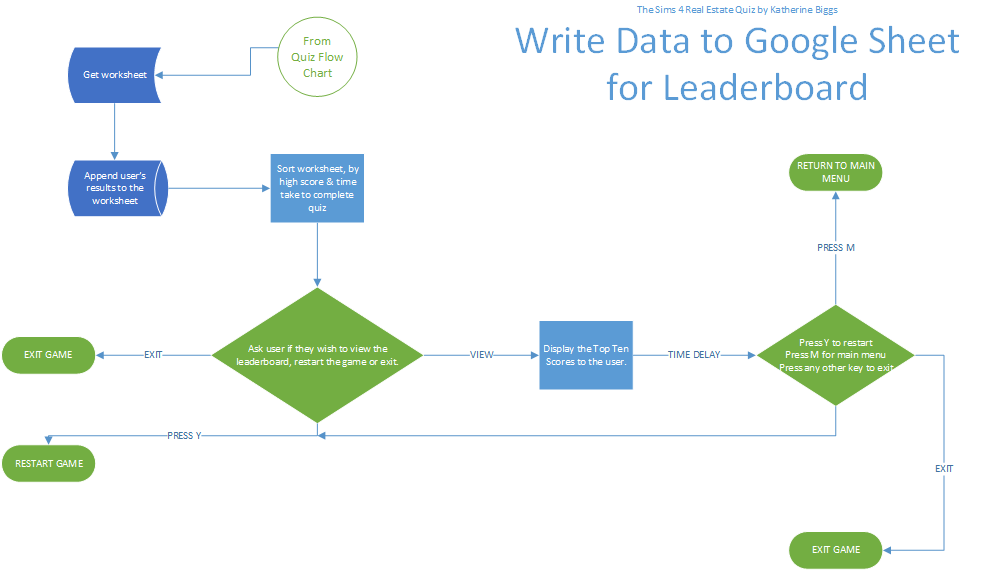 The Sims 4 Real Estate Quiz by Katherine Biggs
Write Data to Google Sheet
for Leaderboard
From
Quiz Flow
Chart
Get worksheet
Append user's
results to the
worksheet
Sort worksheet, by
high score & time
take to complete
quiz
RETURN TO MAIN
MENU
PRESS M
EXIT GAME
EXIT
Ask user if they wish to view the
leaderboard, restart the game or exit.
VIEW
Display the Top Ten
Scores to the user.
TIME DELAY
Press Y to restart
Press M for main menu
Press any other key to exit
PRESS Y
RESTART GAME
EXIT
EXIT GAME